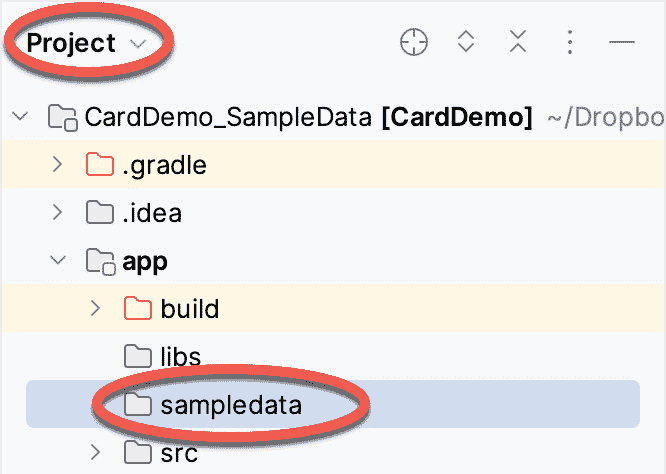 Project
CardDemo_SampleData [CardDemo] ~/Dropbo
.gradle
.idea
app
build
libs
sampledata
src